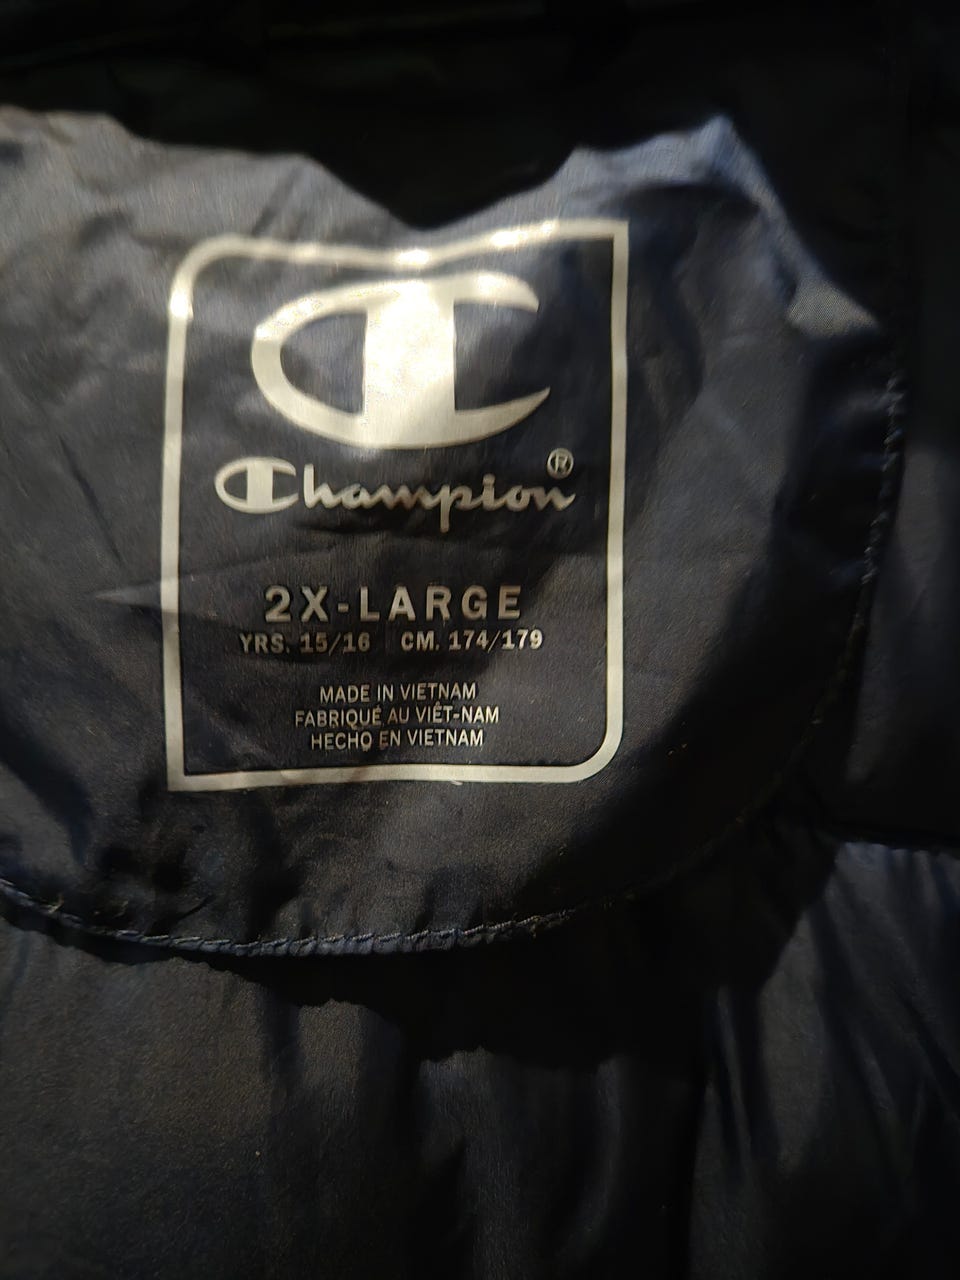 Champion®
2X-LARGE
YRS. 15/16 CM. 174/179
MADE IN VIETNAM
FABRIQUÉ AU VIÊT-NAM
HECHO EN VIETNAM